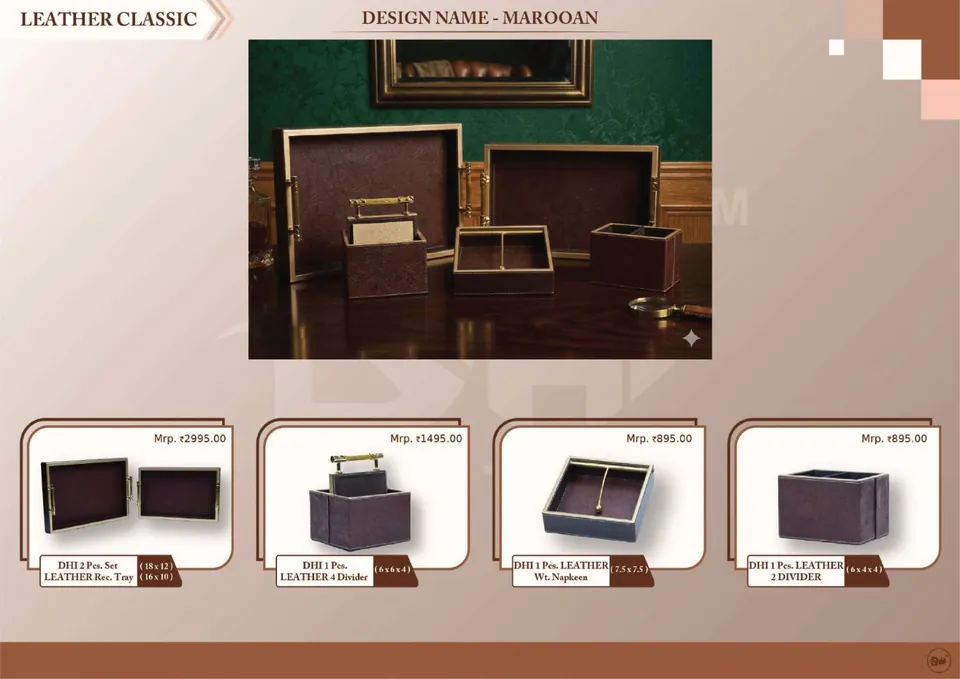 LEATHER CLASSIC
DESIGN NAME - MAROOAN
Mrp. ₹2995.00
DHI 2 Pcs. Set
LEATHER Rec. Tray
( 18 x 12 )
( 16 x 10 )
Mrp. ₹1495.00
DHI 1 Pcs.
LEATHER 4 Divider
( 6 x 6 x 4 )
Mrp. ₹895.00
DHI 1 Pcs. LEATHER
Wt. Napkeen
( 7.5 x 7.5 )
Mrp. ₹895.00
DHI 1 Pcs. LEATHER
2 DIVIDER
( 6 x 4 x 4 )